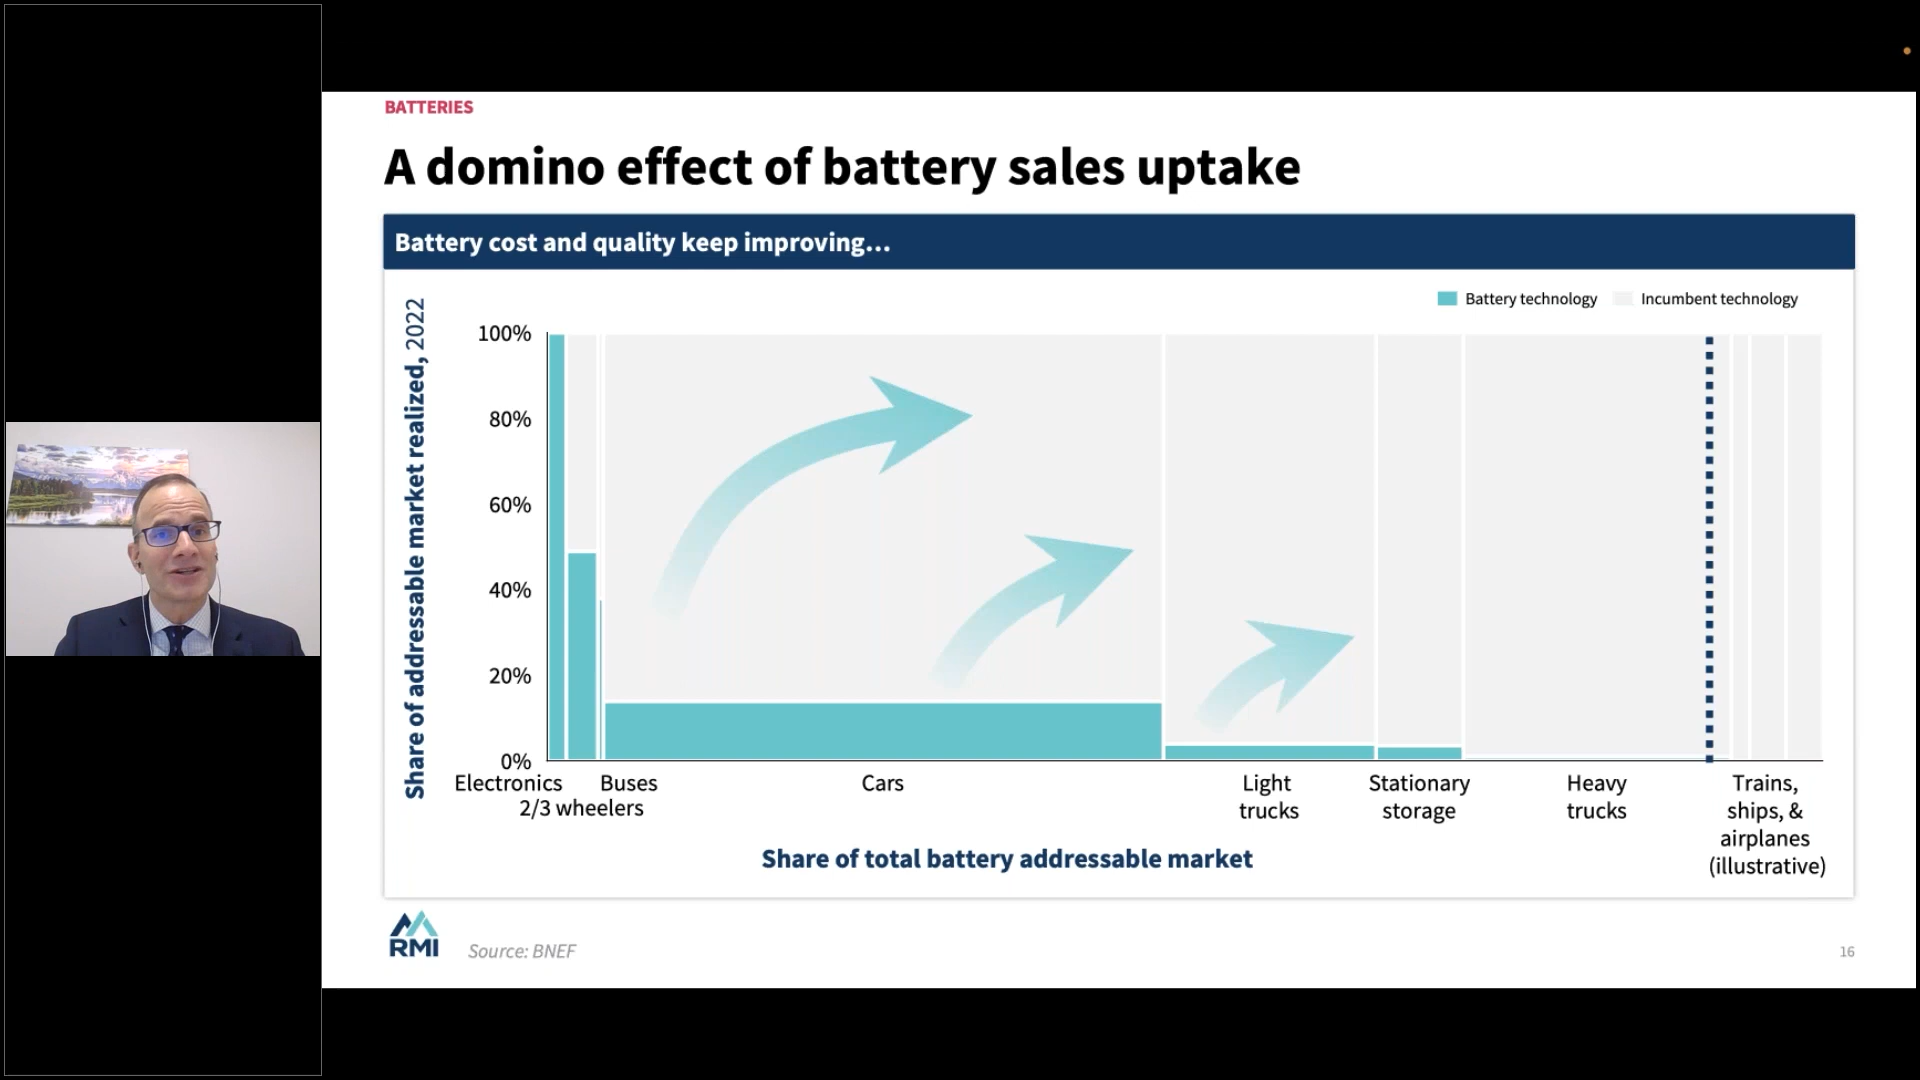 BATTERIES
A domino effect of battery sales uptake
Battery cost and quality keep improving...
Battery technology
Incumbent technology
Share of addressable market realized, 2022
100%
80%
60%
40%
20%
0%
Electronics
2/3 wheelers
Buses
Cars
Light
trucks
Stationary
storage
Heavy
trucks
Trains,
ships, &
airplanes
(illustrative)
Share of total battery addressable market
RMI
Source: BNEF
16